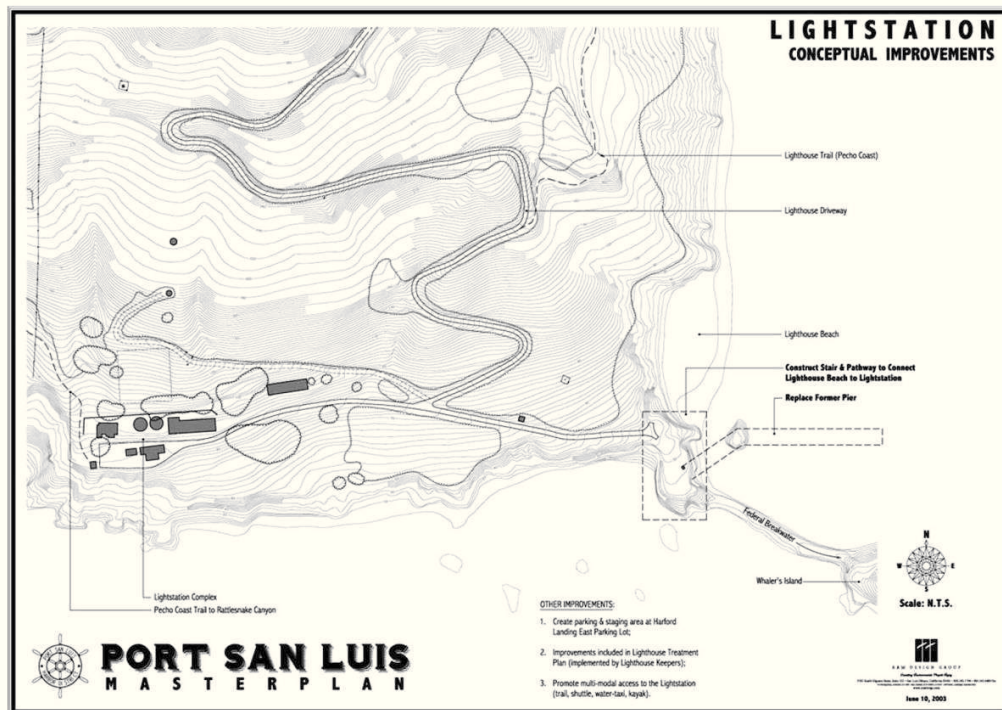 LIGHTSTATION
CONCEPTUAL IMPROVEMENTS
Lighthouse Trail (Pecho Coast)
Lighthouse Driveway
Lighthouse Beach
Construct Stair & Pathway to Connect
Lighthouse Beach to Lightstation
Replace Former Pier
Federal Breakwater
Whaler's Island
N
W
E
S
Scale: N.T.S.
Lightstation Complex
Pecho Coast Trail to Rattlesnake Canyon
OTHER IMPROVEMENTS:
1. Create parking & staging area at Harford
Landing East Parking Lot;
2. Improvements included in Lighthouse Treatment
Plan (implemented by Lighthouse Keepers);
3. Promote multi-modal access to the Lightstation
(trail, shuttle, water-taxi, kayak).
PORT SAN LUIS
MASTERPLAN
RRM DESIGN GROUP
June 10, 2003